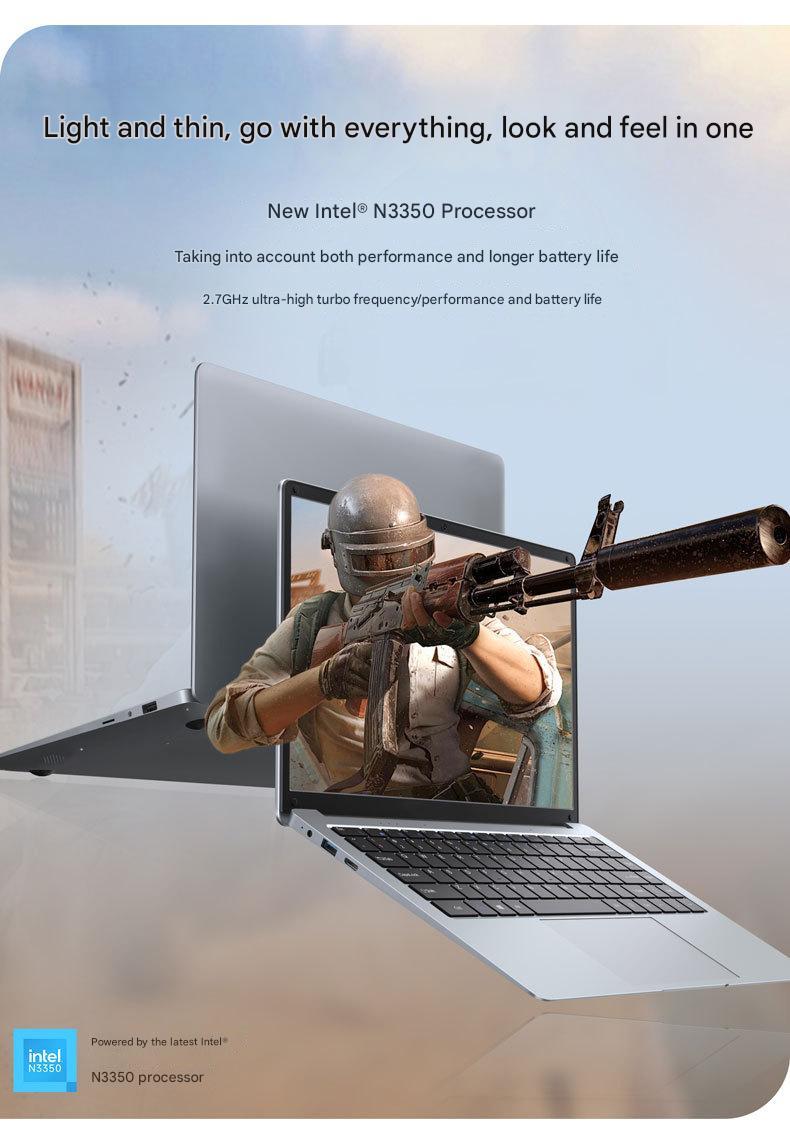 Light and thin, go with everything, look and feel in one
New Intel® N3350 Processor
Taking into account both performance and longer battery life
2.7GHz ultra-high turbo frequency/performance and battery life
intel
N3350
Powered by the latest Intel®
N3350 processor